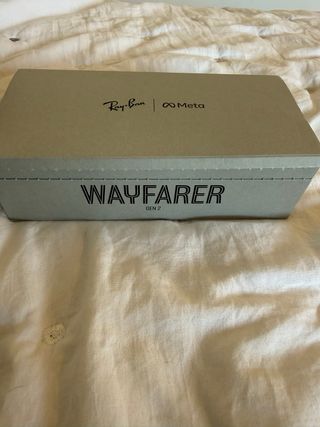 Ray-Ban | Meta
WAYFARER
GEN 2